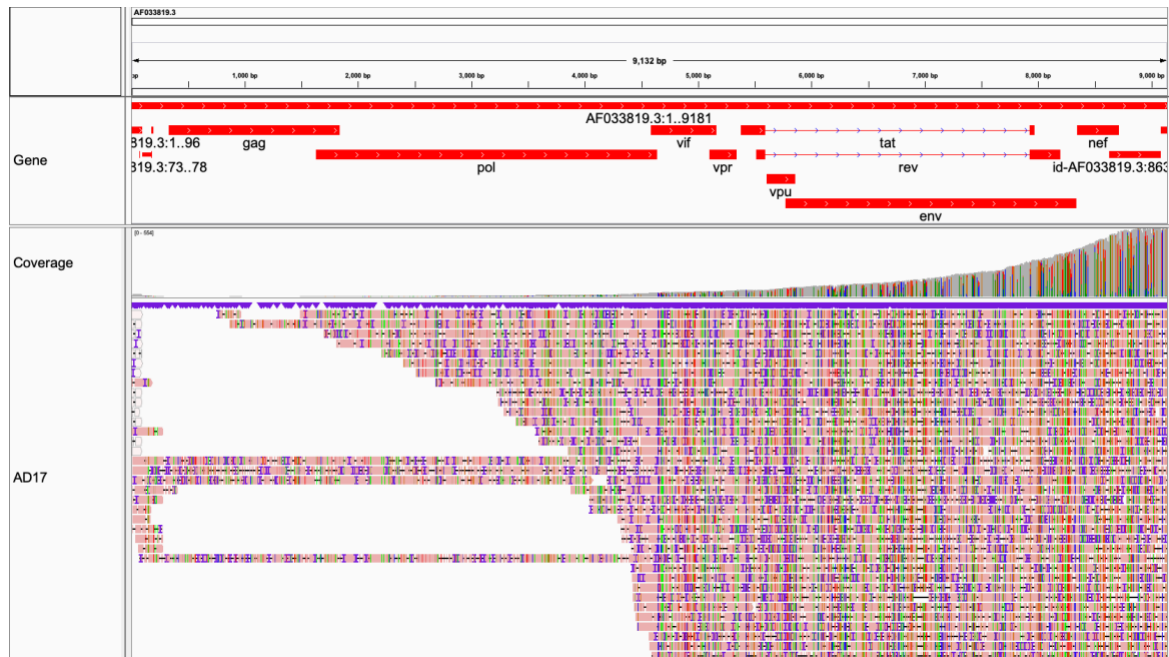 AF033819.3
9,132 bp
bp 1,000 bp 2,000 bp 3,000 bp 4,000 bp 5,000 bp 6,000 bp 7,000 bp 8,000 bp 9,000 bp
AF033819.3:1..9181
Gene
819.3:1..96 gag vif tat nef
319.3:73..78 pol vpr rev id-AF033819.3:863
vpu
env
Coverage
[0 - 554]
AD17